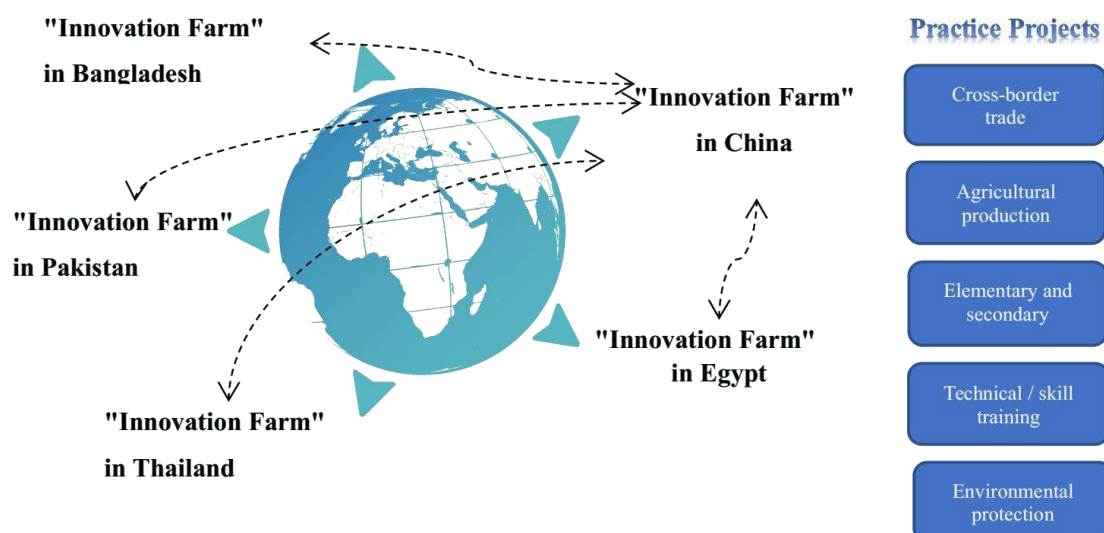 "Innovation Farm"
in Bangladesh
"Innovation Farm"
in China
"Innovation Farm"
in Pakistan
"Innovation Farm"
in Egypt
"Innovation Farm"
in Thailand
Practice Projects
Cross-border
trade
Agricultural
production
Elementary and
secondary
Technical / skill
training
Environmental
protection